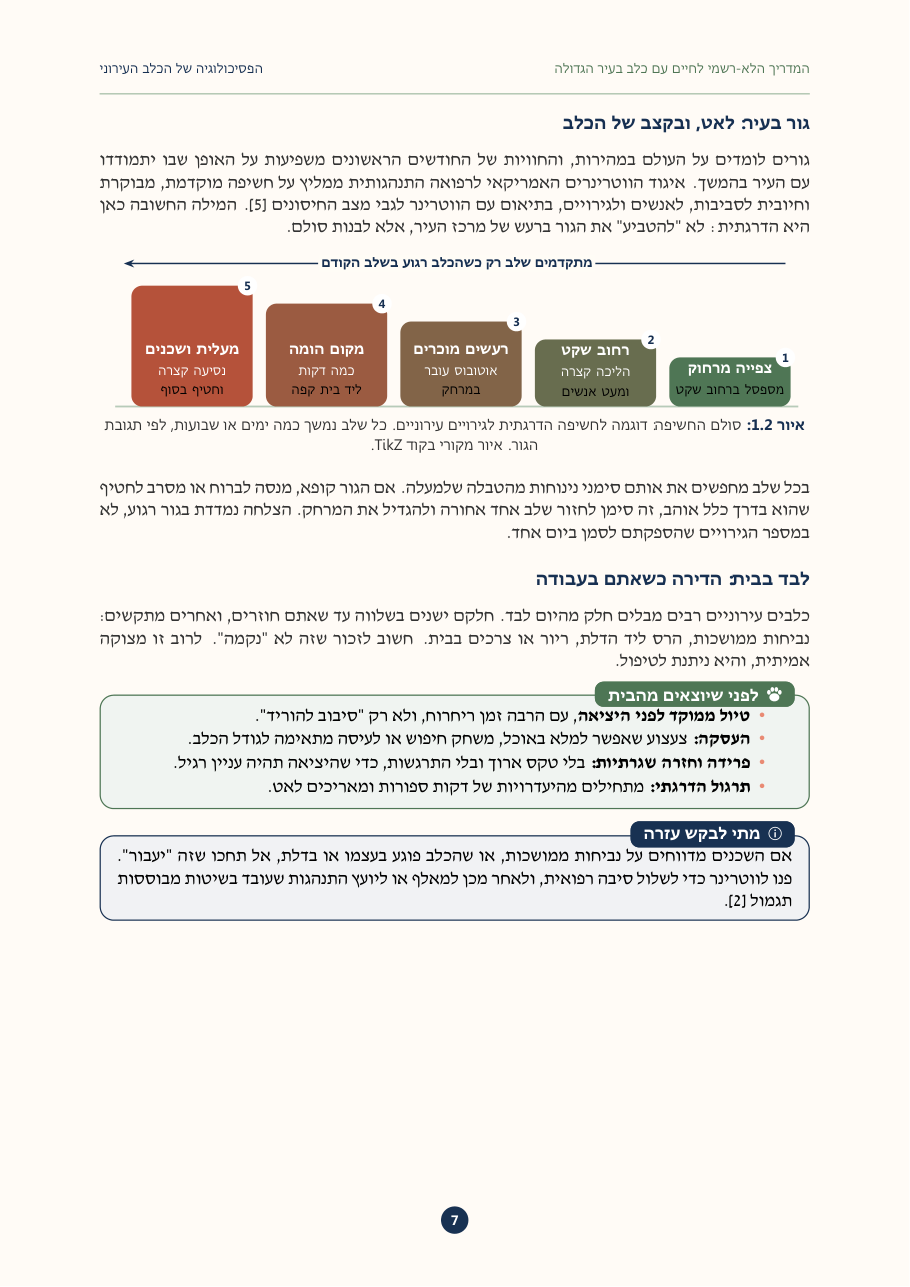 המדריך הלא-רשמי לחיים עם כלב בעיר הגדולה
הפסיכולוגיה של הכלב העירוני
גור בעיר: לאט, ובקצב של הכלב
גורים לומדים על העולם במהירות, והחוויות של החודשים הראשונים משפיעות על האופן שבו יתמודדו
עם העיר בהמשך. איגוד הווטרינרים האמריקאי לרפואה התנהגותית ממליץ על חשיפה מוקדמת, מבוקרת
וחיובית לסביבות, לאנשים ולגירויים, בתיאום עם הווטרינר לגבי מצב החיסונים [5]. המילה החשובה כאן
היא הדרגתית: לא "להטביע" את הגור ברעש של מרכז העיר, אלא לבנות סולם.
מתקדמים שלב רק כשהכלב רגוע בשלב הקודם
1
צפייה מרחוק
מספסל ברחוב שקט
2
רחוב שקט
הליכה קצרה
ומעט אנשים
3
רעשים מוכרים
אוטובוס עובר
במרחק
4
מקום הומה
כמה דקות
ליד בית קפה
5
מעלית ושכנים
נסיעה קצרה
וחטיף בסוף
איור 1.2: סולם החשיפה: דוגמה לחשיפה הדרגתית לגירויים עירוניים. כל שלב נמשך כמה ימים או שבועות, לפי תגובת
הגור. איור מקורי בקוד TikZ.
בכל שלב מחפשים את אותם סימני נינוחות מהטבלה שלמעלה. אם הגור קופא, מנסה לברוח או מסרב לחטיף
שהוא בדרך כלל אוהב, זה סימן לחזור שלב אחד אחורה ולהגדיל את המרחק. הצלחה נמדדת בגור רגוע, לא
במספר הגירויים שהספקתם לסמן ביום אחד.
לבד בבית: הדירה כשאתם בעבודה
כלבים עירוניים רבים מבלים חלק מהיום לבד. חלקם ישנים בשלווה עד שאתם חוזרים, ואחרים מתקשים:
נביחות ממושכות, הרס ליד הדלת, ריור או צרכים בבית. חשוב לזכור שזה לא "נקמה". לרוב זו מצוקה
אמיתית, והיא ניתנת לטיפול.
לפני שיוצאים מהבית
• טיול ממוקד לפני היציאה, עם הרבה זמן ריחרוח, ולא רק "סיבוב להוריד".
• העסקה: צעצוע שאפשר למלא באוכל, משחק חיפוש או לעיסה מתאימה לגודל הכלב.
• פרידה וחזרה שגרתיות: בלי טקס ארוך ובלי התרגשות, כדי שהיציאה תהיה עניין רגיל.
• תרגול הדרגתי: מתחילים מהיעדרויות של דקות ספורות ומאריכים לאט.
מתי לבקש עזרה
אם השכנים מדווחים על נביחות ממושכות, או שהכלב פוגע בעצמו או בדלת, אל תחכו שזה "יעבור".
פנו לווטרינר כדי לשלול סיבה רפואית, ולאחר מכן למאלף או ליועץ התנהגות שעובד בשיטות מבוססות
תגמול [2].
7